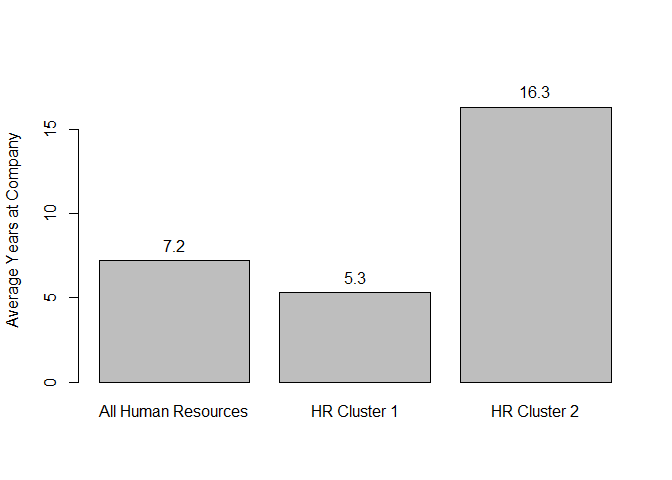 Average Years at Company
15
10
5
0
7.2
5.3
16.3
All Human Resources
HR Cluster 1
HR Cluster 2